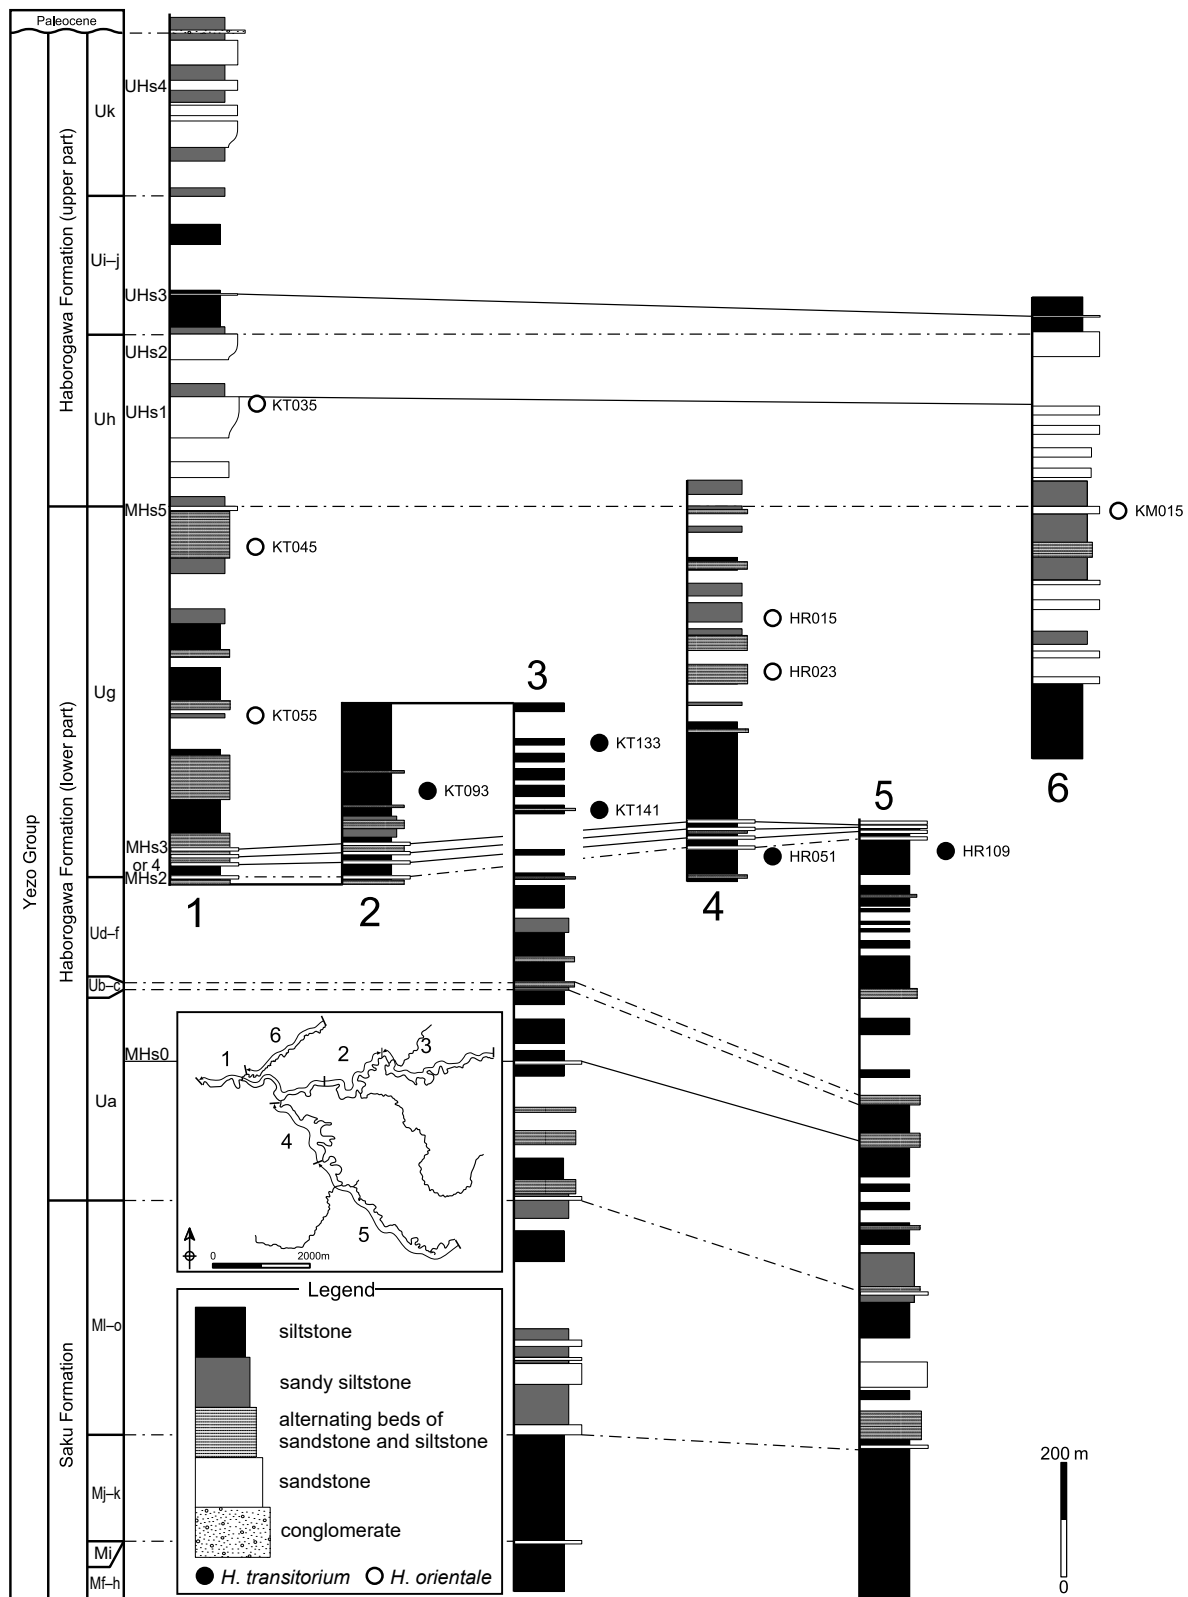 Paleocene
Yezo Group
Haborogawa Formation (upper part)
Haborogawa Formation (lower part)
Saku Formation
Uk
Ui–j
Uh
Ug
Ud–f
Ub–c
Ua
Ml–o
Mj–k
Mi
Mf–h
UHs4
UHs3
UHs2
UHs1
MHs5
MHs3
or 4
MHs2
MHs0
KT035
KT045
KT055
1
KT093
2
3
KT133
KT141
HR015
HR023
HR051
4
5
HR109
KM015
6
6
1
2
3
4
5
0
2000m
Legend
siltstone
sandy siltstone
alternating beds of
sandstone and siltstone
sandstone
conglomerate
H. transitorium
H. orientale
200 m
0